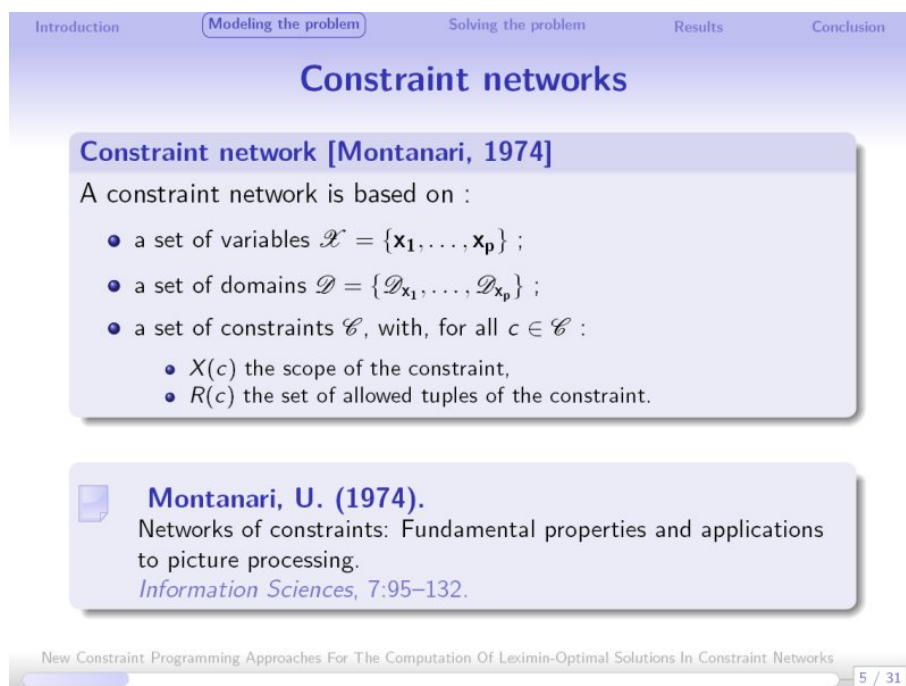 Introduction Modeling the problem Solving the problem Results Conclusion
Constraint networks
Constraint network [Montanari, 1974]
A constraint network is based on :
a set of variables 𝒳 = {x₁, . . . , xₚ} ;
a set of domains 𝒟 = {𝒟ₓ₁, . . . , 𝒟ₓₚ} ;
a set of constraints 𝒞, with, for all c ∈ 𝒞 :
X(c) the scope of the constraint,
R(c) the set of allowed tuples of the constraint.
Montanari, U. (1974).
Networks of constraints: Fundamental properties and applications
to picture processing.
Information Sciences, 7:95–132.
New Constraint Programming Approaches For The Computation Of Leximin-Optimal Solutions In Constraint Networks
5 / 31